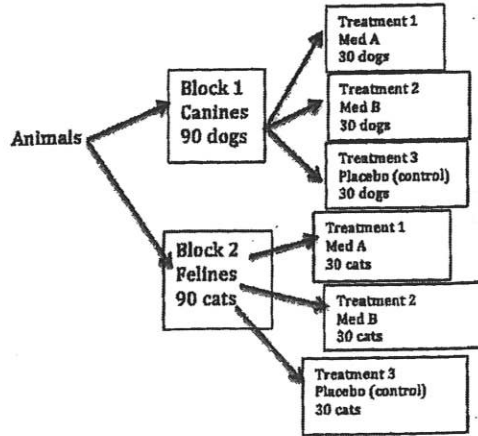 Animals
Block 1
Canines
90 dogs
Treatment 1
Med A
30 dogs
Treatment 2
Med B
30 dogs
Treatment 3
Placebo (control)
30 dogs
Block 2
Felines
90 cats
Treatment 1
Med A
30 cats
Treatment 2
Med B
30 cats
Treatment 3
Placebo (control)
30 cats